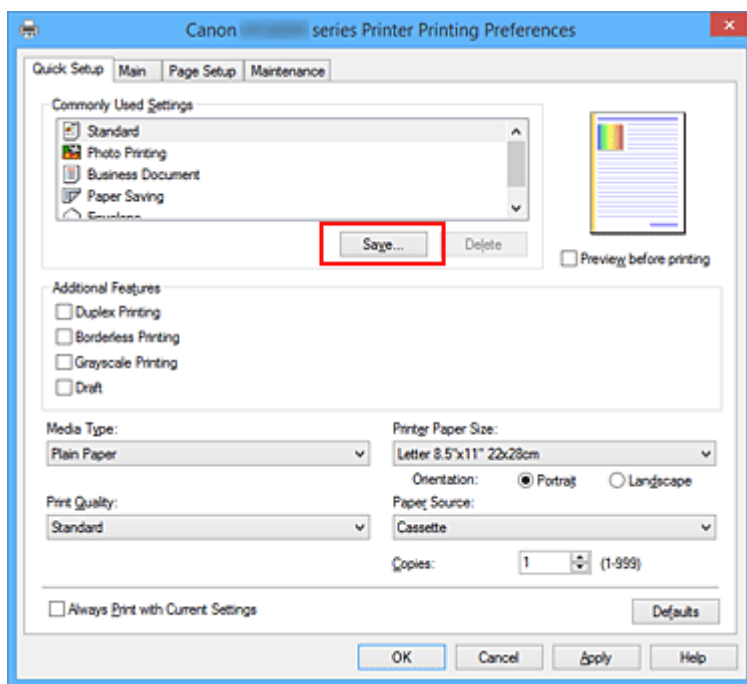 Canon series Printer Printing Preferences
Quick Setup Main Page Setup Maintenance
Commonly Used Settings
Standard
Photo Printing
Business Document
Paper Saving
Envelope
Save... Delete
Preview before printing
Additional Features
Duplex Printing
Borderless Printing
Grayscale Printing
Draft
Media Type:
Plain Paper
Printer Paper Size:
Letter 8.5"x11" 22x28cm
Orientation: Portrait Landscape
Print Quality:
Standard
Paper Source:
Cassette
Copies: 1 (1-999)
Always Print with Current Settings
Defaults
OK Cancel Apply Help